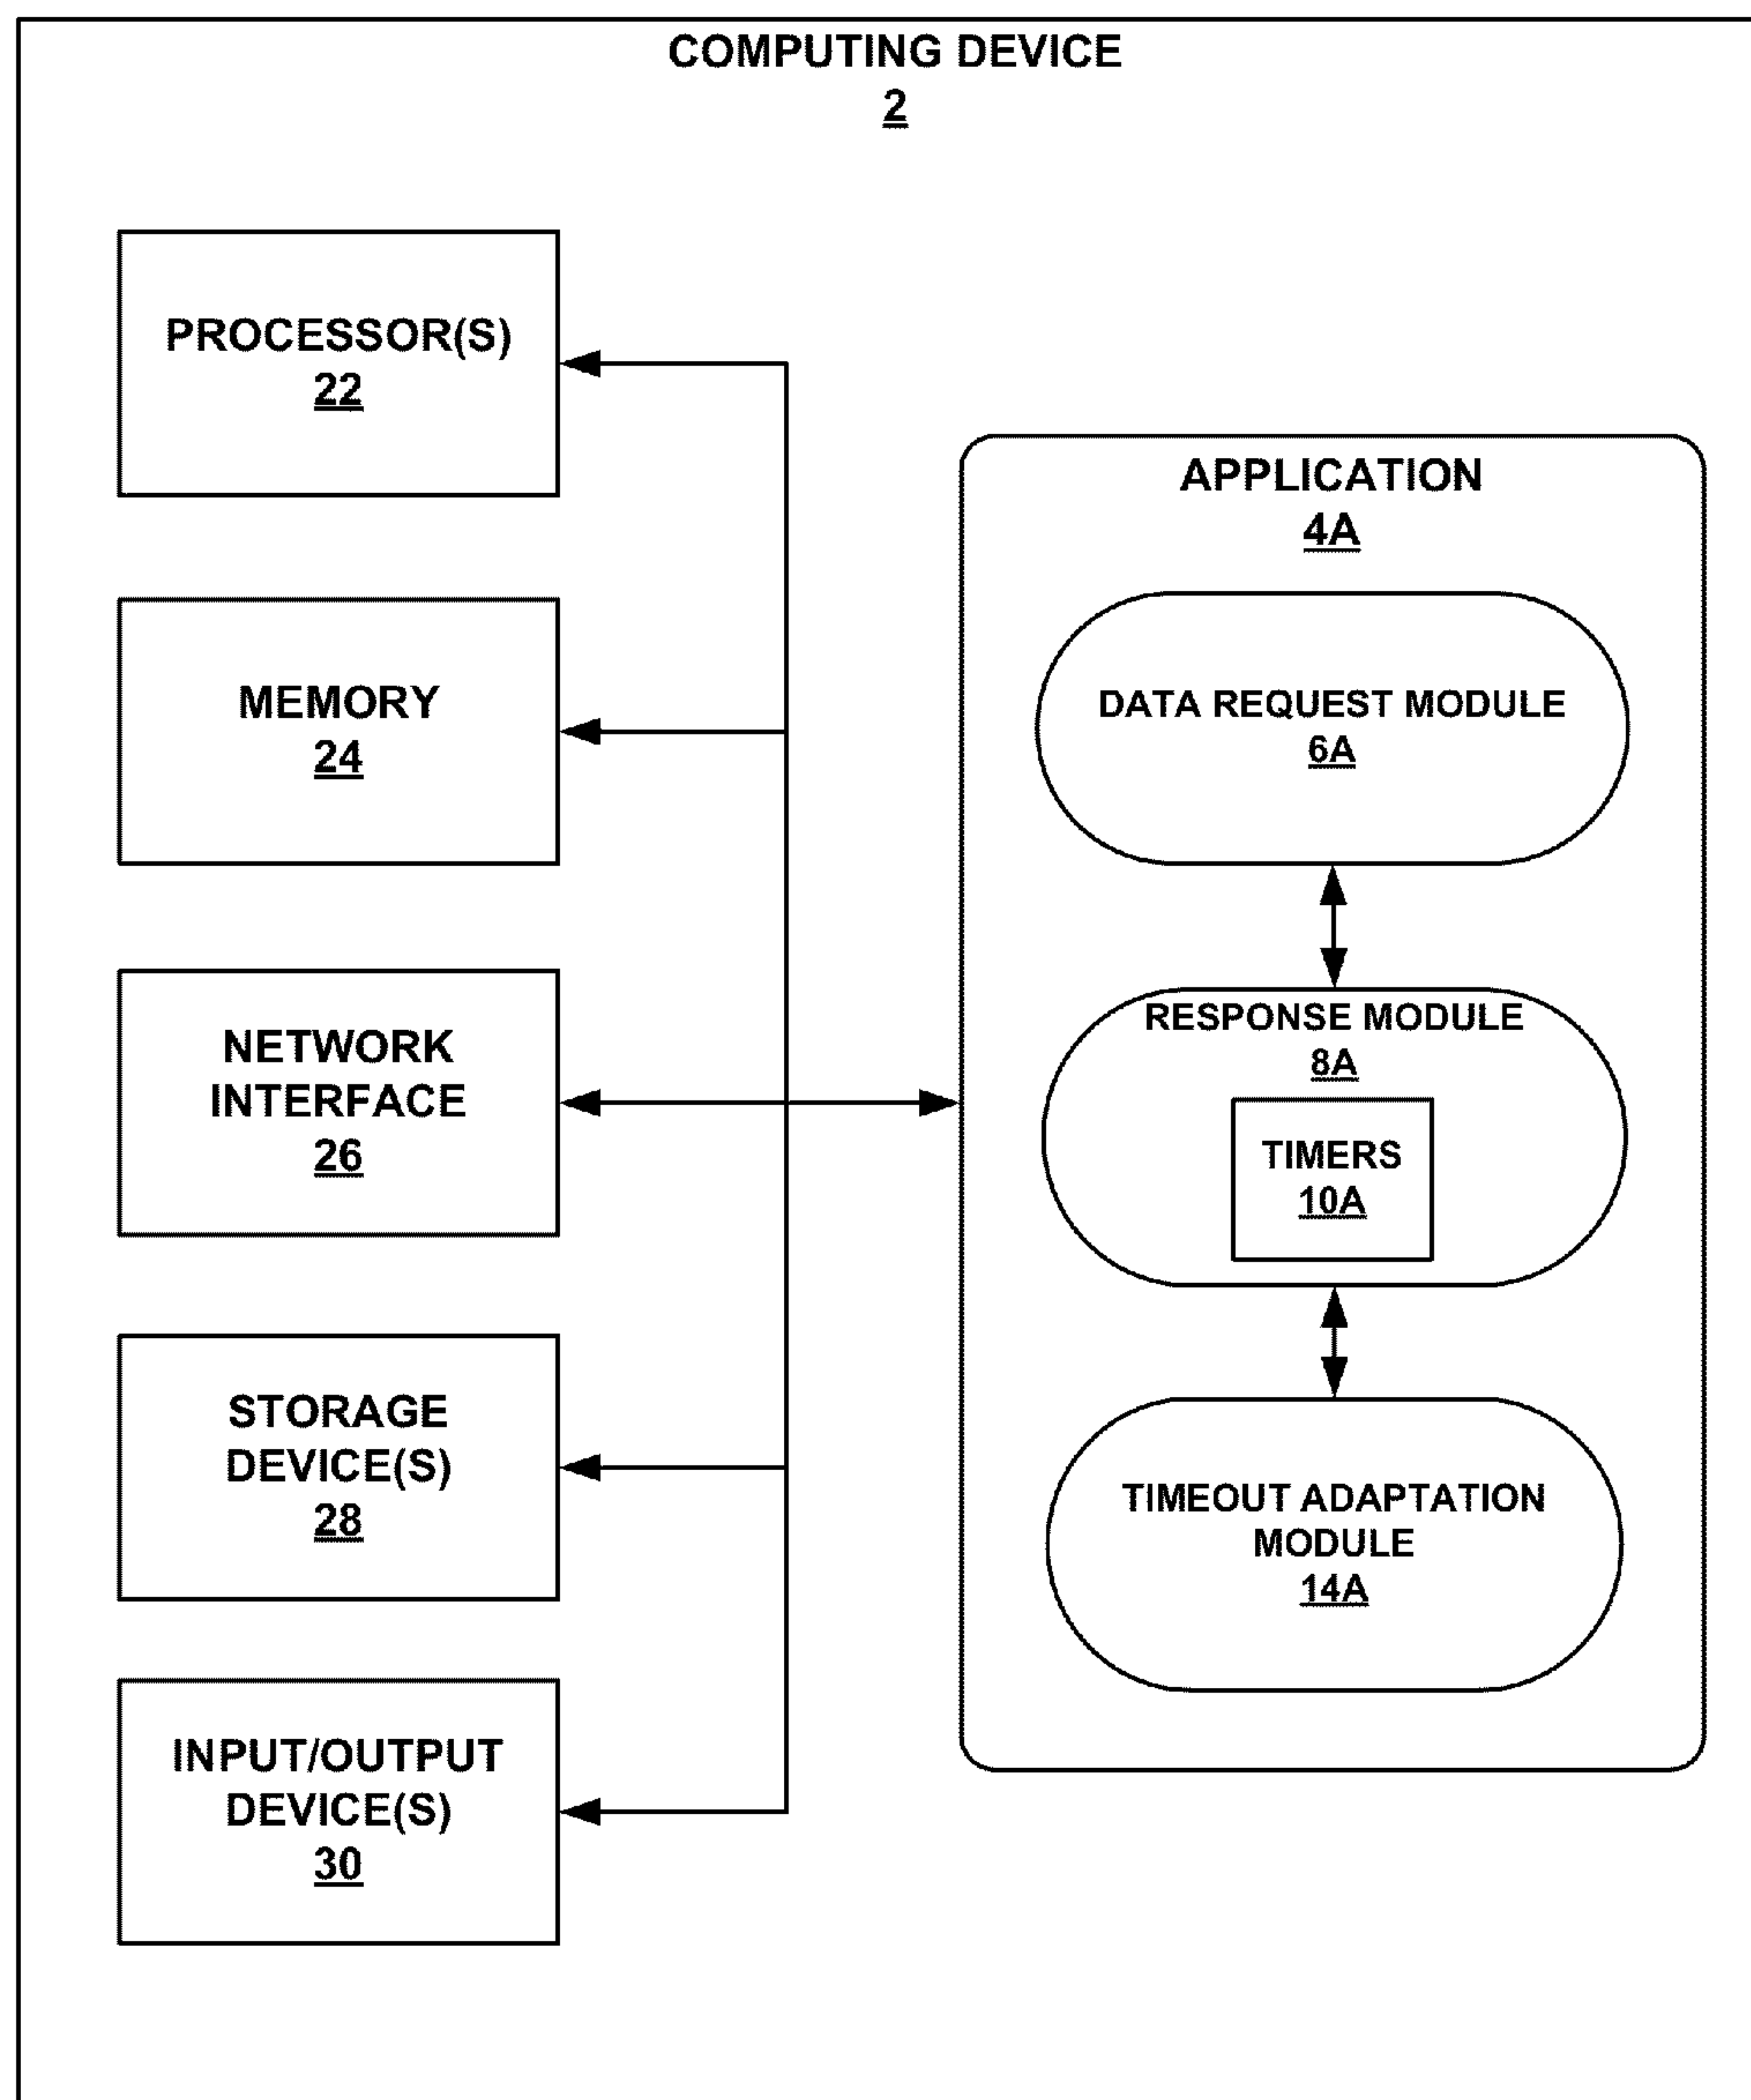 COMPUTING DEVICE
2
PROCESSOR(S)
22
MEMORY
24
NETWORK
INTERFACE
26
STORAGE
DEVICE(S)
28
INPUT/OUTPUT
DEVICE(S)
30
APPLICATION
4A
DATA REQUEST MODULE
6A
RESPONSE MODULE
8A
TIMERS
10A
TIMEOUT ADAPTATION
MODULE
14A